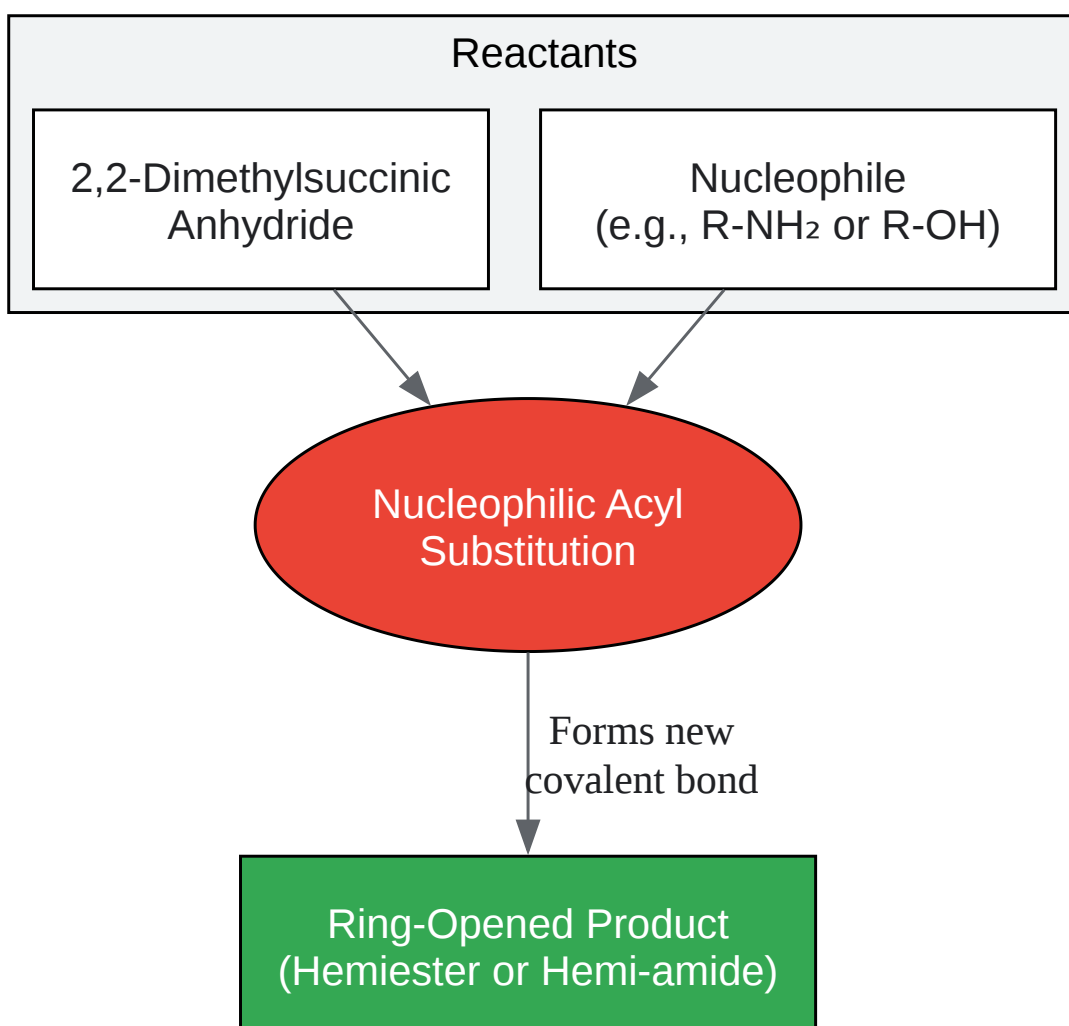 Reactants
2,2-Dimethylsuccinic
Anhydride
Nucleophile
(e.g., R-NH₂ or R-OH)
Nucleophilic Acyl
Substitution
Forms new
covalent bond
Ring-Opened Product
(Hemiester or Hemi-amide)